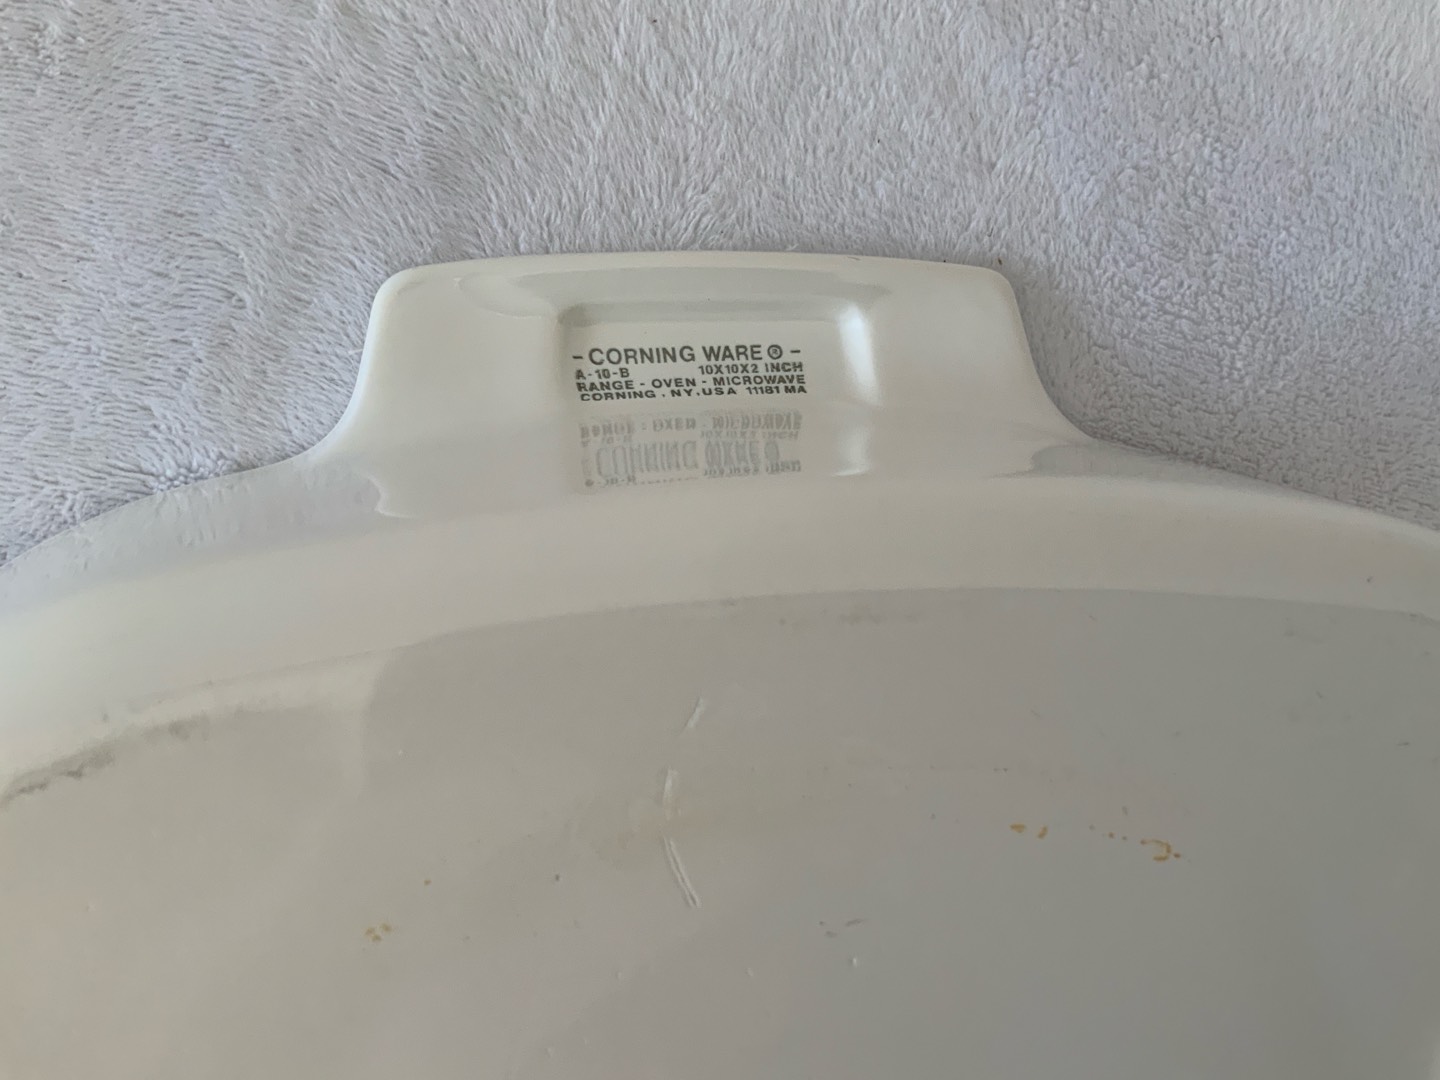 - CORNING WARE ® -
A-10-B 10X10X2 INCH
RANGE - OVEN - MICROWAVE
CORNING . NY. USA 11181 MA